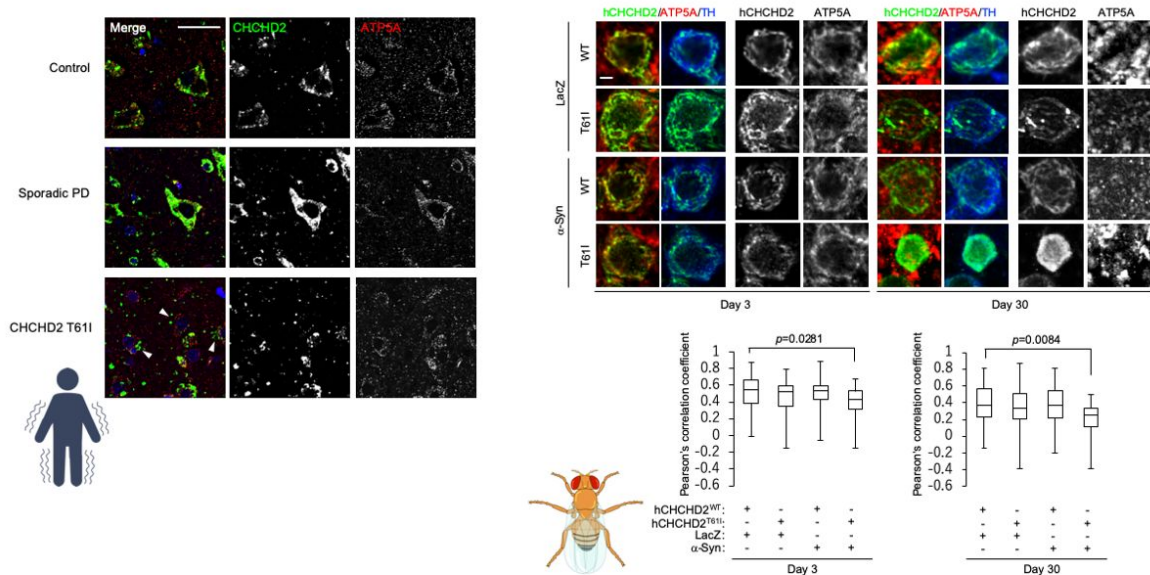 Merge CHCHD2 ATP5A
Control
Sporadic PD
CHCHD2 T61I
hCHCHD2/ATP5A/TH hCHCHD2 ATP5A hCHCHD2/ATP5A/TH hCHCHD2 ATP5A
LacZ
WT
T61I
α-Syn
WT
T61I
Day 3 Day 30
Pearson's correlation coefficient
1
0.8
0.6
0.4
0.2
0
-0.2
-0.4
-0.6
p=0.0281
Pearson's correlation coefficient
1
0.8
0.6
0.4
0.2
0
-0.2
-0.4
-0.6
p=0.0084
hCHCHD2WT: + - + - + - + -
hCHCHD2T61I: - + - + - + - +
LacZ: + + - - + + - -
α-Syn: - - + + - - + +
Day 3 Day 30